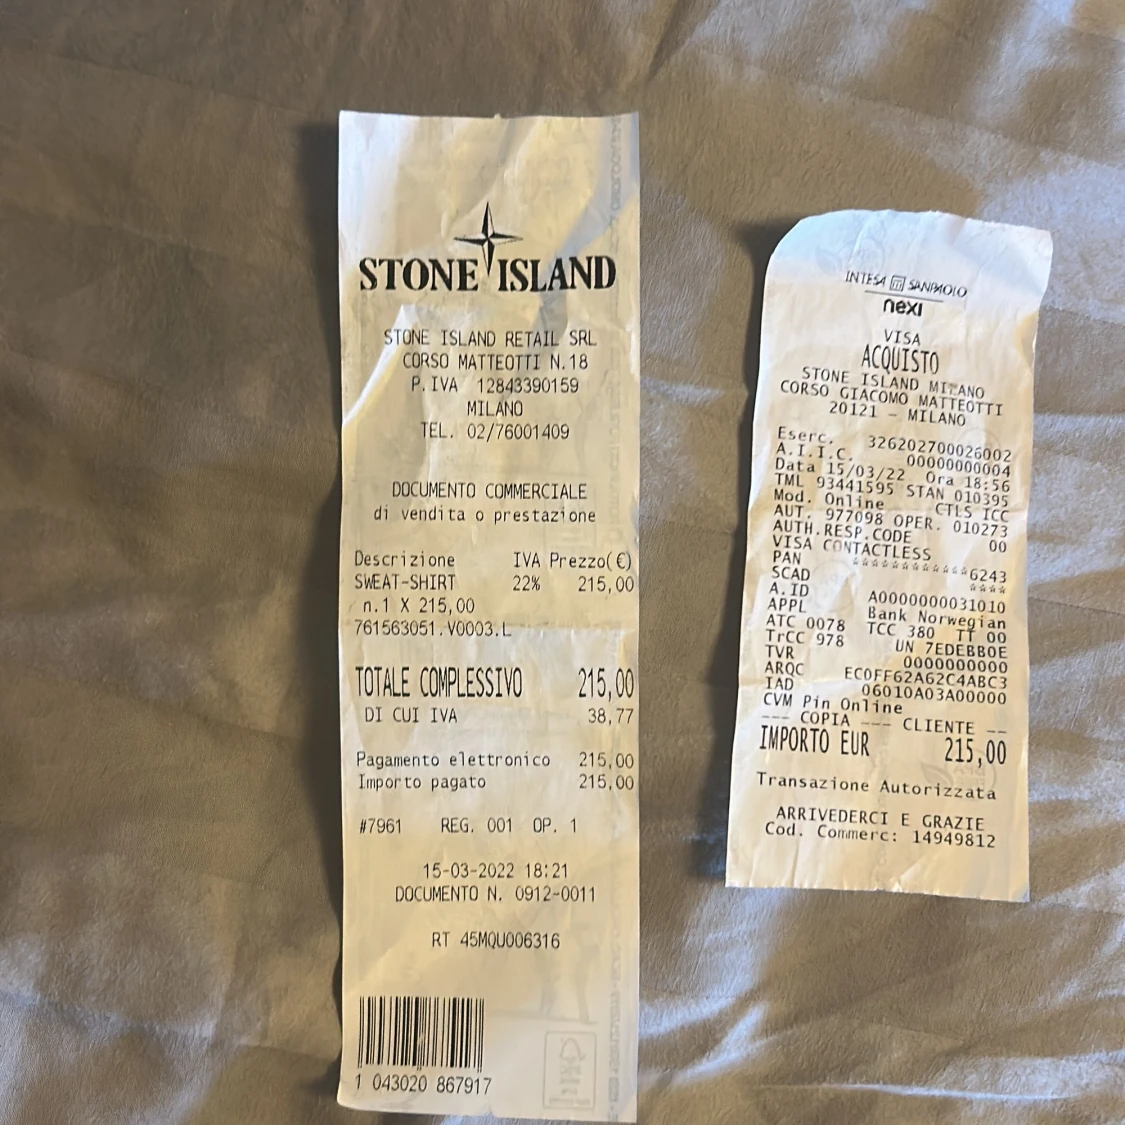 STONE ISLAND
STONE ISLAND RETAIL SRL
CORSO MATTEOTTI N.18
P.IVA 12843390159
MILANO
TEL. 02/76001409
DOCUMENTO COMMERCIALE
di vendita o prestazione
Descrizione IVA Prezzo(€)
SWEAT-SHIRT 22% 215,00
n.1 X 215,00
761563051.V0003.L
TOTALE COMPLESSIVO 215,00
DI CUI IVA 38,77
Pagamento elettronico 215,00
Importo pagato 215,00
#7961 REG. 001 OP. 1
15-03-2022 18:21
DOCUMENTO N. 0912-0011
RT 45MQU006316
1 043020 867917
INTESA SANPAOLO
nexi
VISA
ACQUISTO
STONE ISLAND MILANO
CORSO GIACOMO MATTEOTTI
20121 - MILANO
Eserc. 326202700026002
A.I.I.C. 00000000004
Data 15/03/22 Ora 18:56
TML 93441595 STAN 010395
Mod. Online CTLS ICC
AUT. 977098 OPER. 010273
AUTH.RESP.CODE 00
VISA CONTACTLESS
PAN ************6243
SCAD ****
A.ID A0000000031010
APPL Bank Norwegian
ATC 0078 TCC 380 TT 00
TrCC 978 UN 7EDEBB0E
TVR 0000000000
ARQC EC0FF62A62C4ABC3
IAD 06010A03A00000
CVM Pin Online
--- COPIA --- CLIENTE --
IMPORTO EUR 215,00
Transazione Autorizzata
ARRIVEDERCI E GRAZIE
Cod. Commerc: 14949812